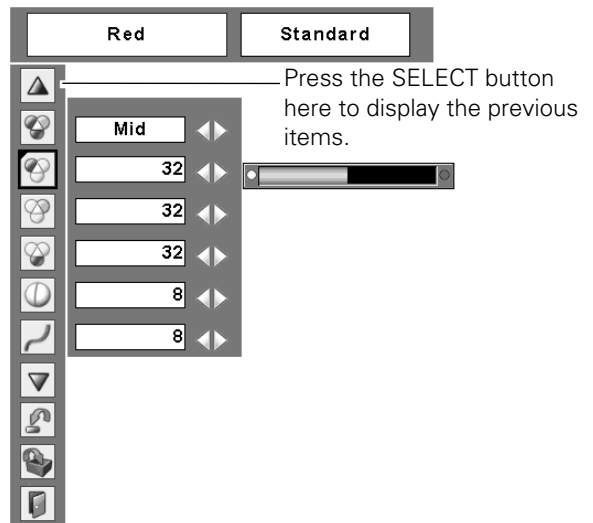 Red Standard
Press the SELECT button
here to display the previous
items.
Mid
32
32
32
8
8